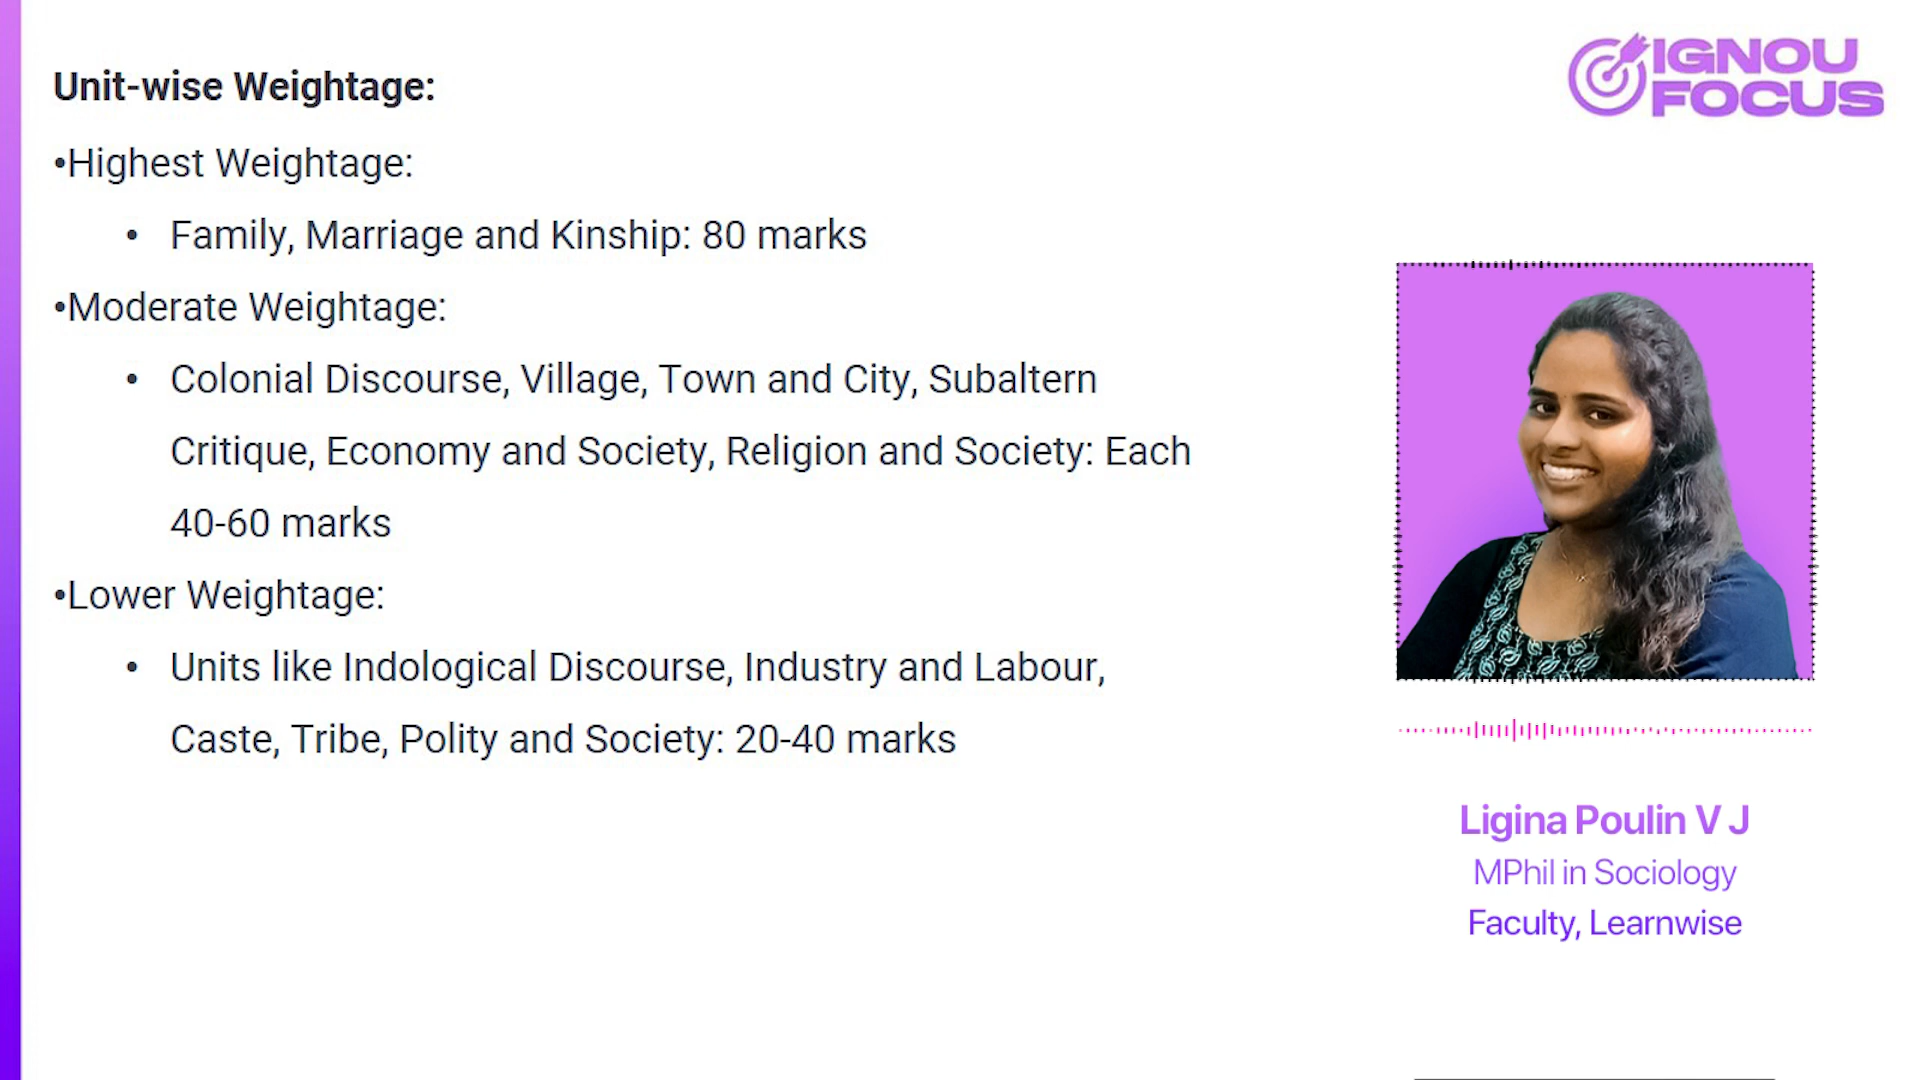 Unit-wise Weightage:
•Highest Weightage:
• Family, Marriage and Kinship: 80 marks
•Moderate Weightage:
• Colonial Discourse, Village, Town and City, Subaltern
Critique, Economy and Society, Religion and Society: Each
40-60 marks
•Lower Weightage:
• Units like Indological Discourse, Industry and Labour,
Caste, Tribe, Polity and Society: 20-40 marks
IGNOU
FOCUS
Ligina Poulin V J
MPhil in Sociology
Faculty, Learnwise